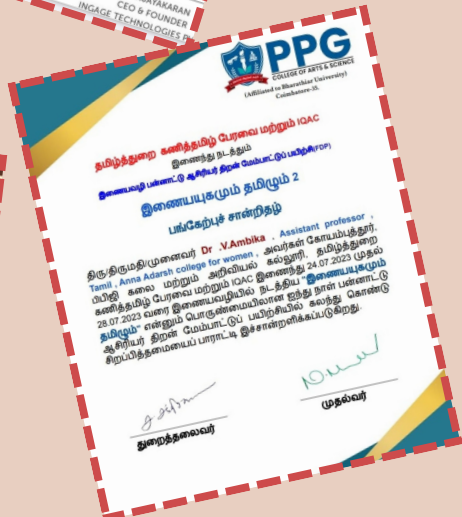 CEO & FOUNDER
INGAGE TECHNOLOGIES P
PPG
COLLEGE OF ARTS & SCIENCE
(Affiliated to Bharathiar University)
Coimbatore-35.
தமிழ்த்துறை கணித்தமிழ் பேரவை மற்றும் IQAC
இணைந்து நடத்தும்
இணையவழி பன்னாட்டு ஆசிரியர் திறன் மேம்பாட்டுப் பயிற்சி(FDP)
இணையயுகமும் தமிழும் 2
பங்கேற்புச் சான்றிதழ்
திரு/திருமதி/முனைவர் Dr .V.Ambika , Assistant professor ,
Tamil , Anna Adarsh college for women , அவர்கள் கோயம்புத்தூர்,
பிபிஜி கலை மற்றும் அறிவியல் கல்லூரி, தமிழ்த்துறை
கணித்தமிழ் பேரவை மற்றும் IQAC இணைந்து 24.07.2023 முதல்
28.07.2023 வரை இணையவழியில் நடத்திய "இணையயுகமும்
தமிழும்" என்னும் பொருண்மையிலான ஐந்து நாள் பன்னாட்டு
ஆசிரியர் திறன் மேம்பாட்டுப் பயிற்சியில் கலந்து கொண்டு
சிறப்பித்தமையைப் பாராட்டி இச்சான்றளிக்கப்படுகிறது.
துறைத்தலைவர்
முதல்வர்